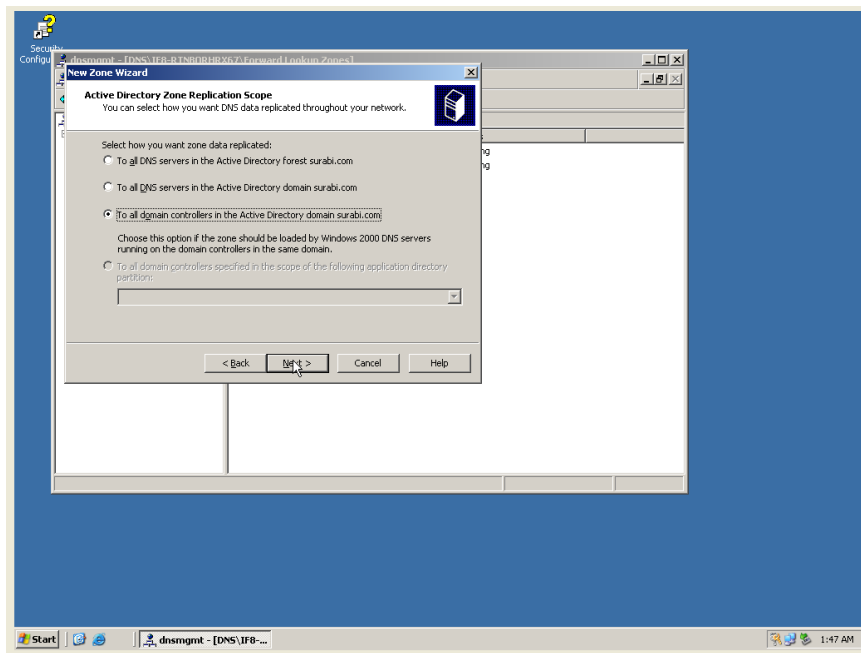 Security
Configu
dnsmgmt - [DNS\IF8-RTNBORHRX67\Forward Lookup Zones]
New Zone Wizard
Active Directory Zone Replication Scope
You can select how you want DNS data replicated throughout your network.
Select how you want zone data replicated:
To all DNS servers in the Active Directory forest surabi.com
To all DNS servers in the Active Directory domain surabi.com
To all domain controllers in the Active Directory domain surabi.com
Choose this option if the zone should be loaded by Windows 2000 DNS servers
running on the domain controllers in the same domain.
To all domain controllers specified in the scope of the following application directory
partition:
ng
ng
< Back
Next >
Cancel
Help
Start
dnsmgmt - [DNS\IF8-...
1:47 AM